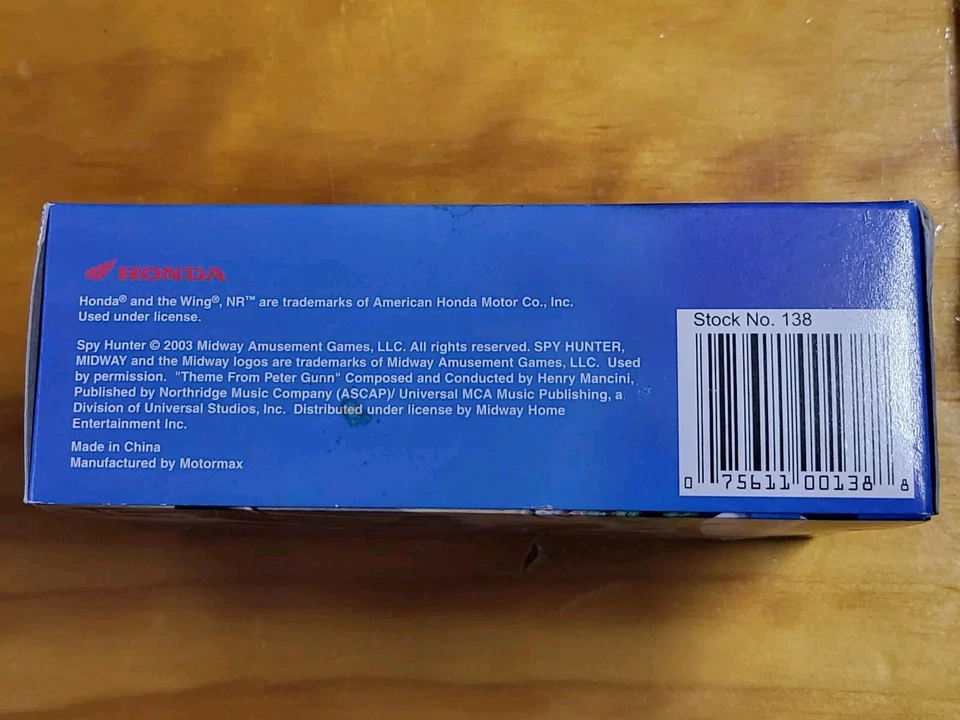 HONDA
Honda® and the Wing®, NR™ are trademarks of American Honda Motor Co., Inc.
Used under license.
Spy Hunter © 2003 Midway Amusement Games, LLC. All rights reserved. SPY HUNTER,
MIDWAY and the Midway logos are trademarks of Midway Amusement Games, LLC. Used
by permission. "Theme From Peter Gunn" Composed and Conducted by Henry Mancini,
Published by Northridge Music Company (ASCAP)/ Universal MCA Music Publishing, a
Division of Universal Studios, Inc. Distributed under license by Midway Home
Entertainment Inc.
Made in China
Manufactured by Motormax
Stock No. 138
0 75611 00138 8